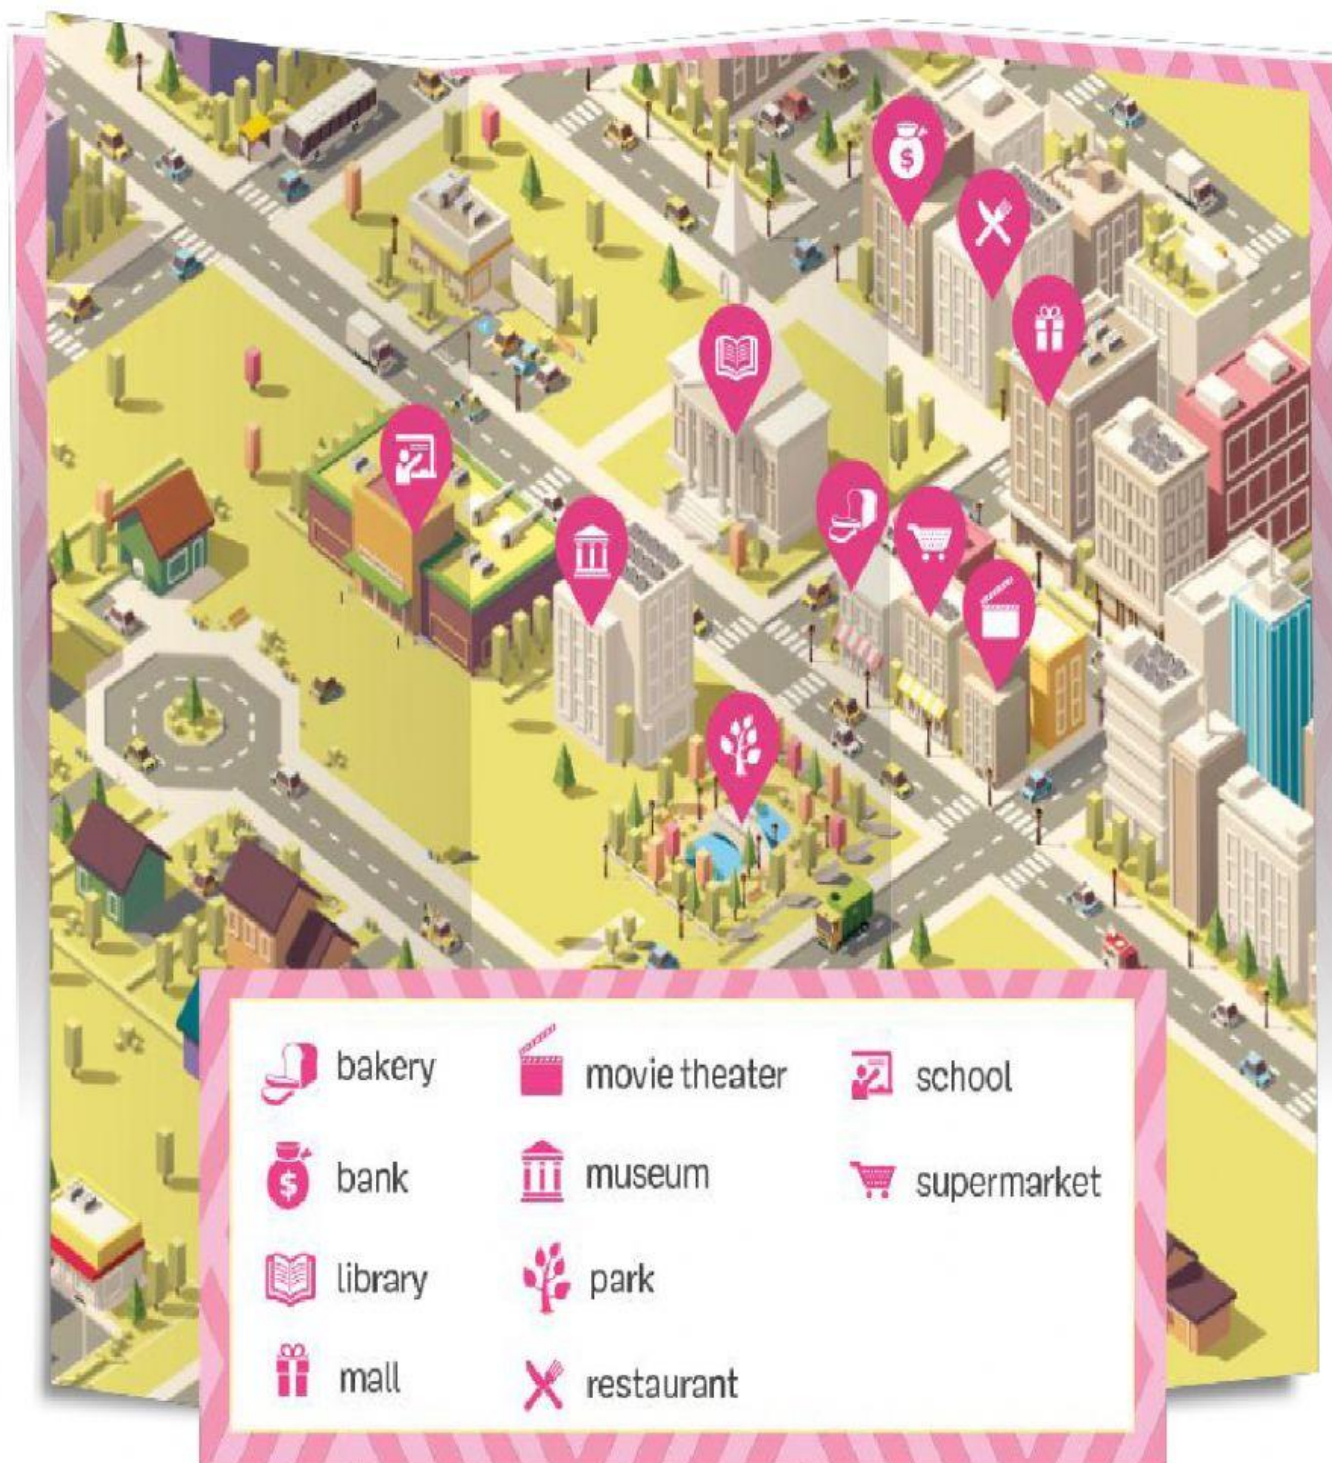 $
bakery
movie theater
school
$
bank
museum
supermarket
library
park
mall
restaurant